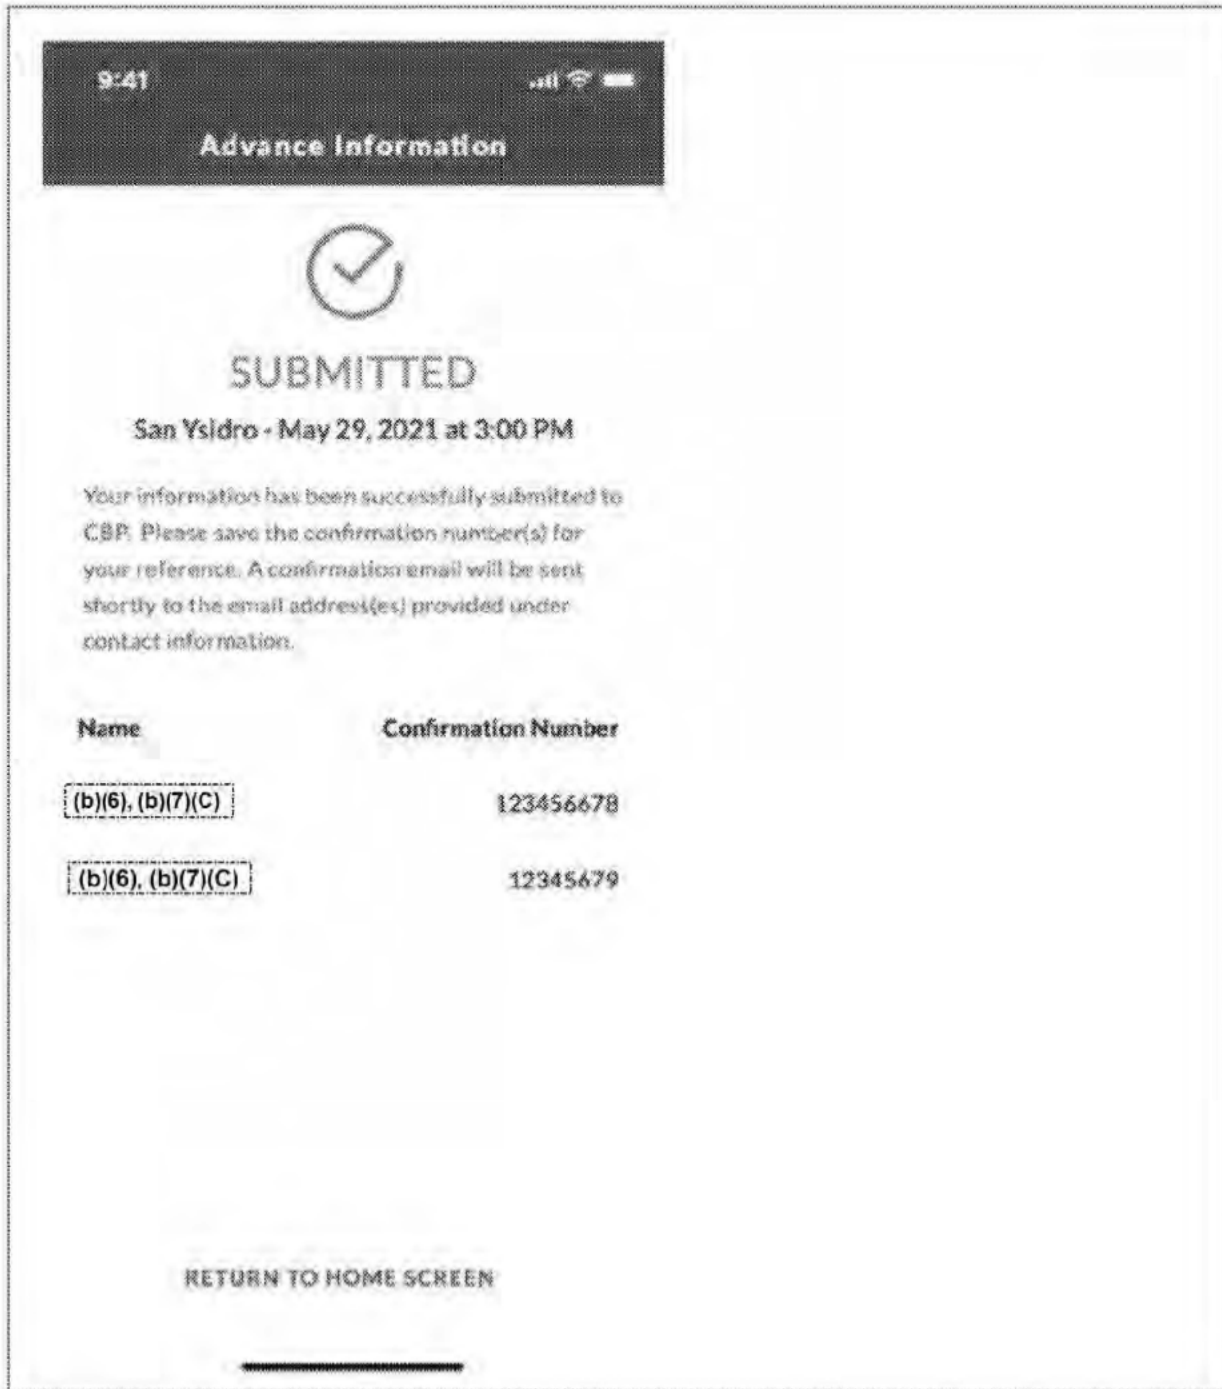 9:41
Advance Information
SUBMITTED
San Ysidro - May 29, 2021 at 3:00 PM
Your information has been successfully submitted to
CBP. Please save the confirmation number(s) for
your reference. A confirmation email will be sent
shortly to the email address(es) provided under
contact information.
Name Confirmation Number
(b)(6), (b)(7)(C) 123456678
(b)(6), (b)(7)(C) 12345679
RETURN TO HOME SCREEN